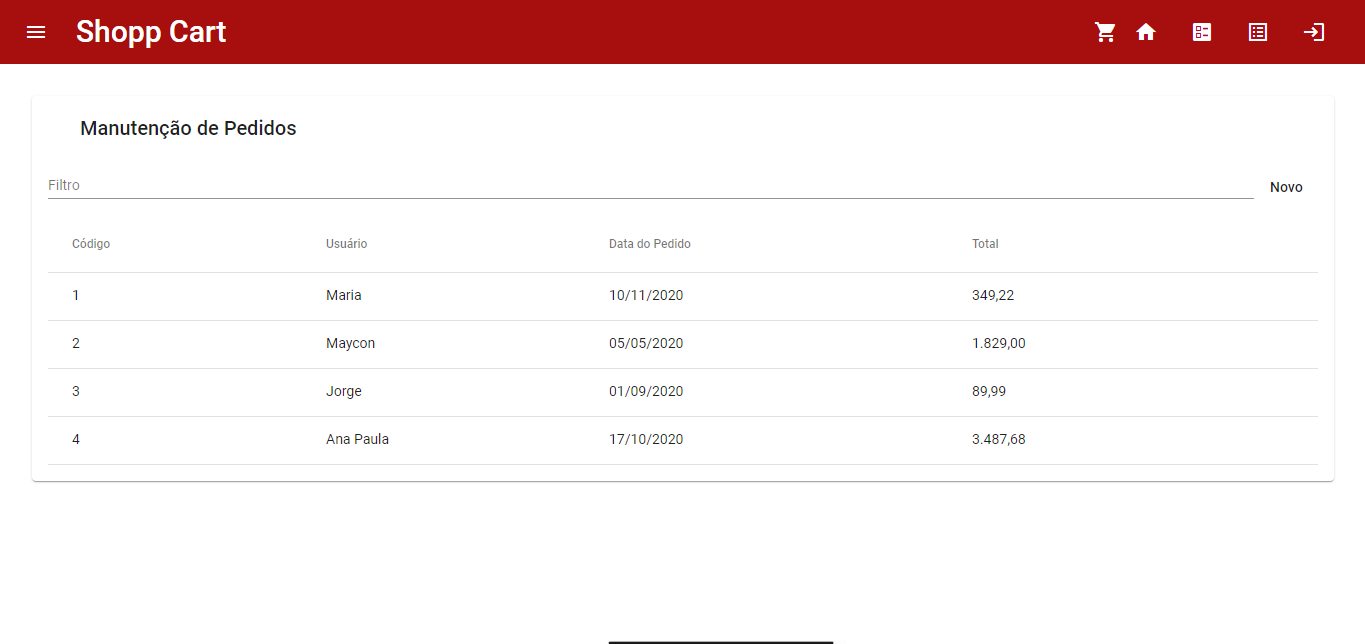 Shopp Cart
Manutenção de Pedidos
Filtro
Novo
Código Usuário Data do Pedido Total
1 Maria 10/11/2020 349,22
2 Maycon 05/05/2020 1.829,00
3 Jorge 01/09/2020 89,99
4 Ana Paula 17/10/2020 3.487,68